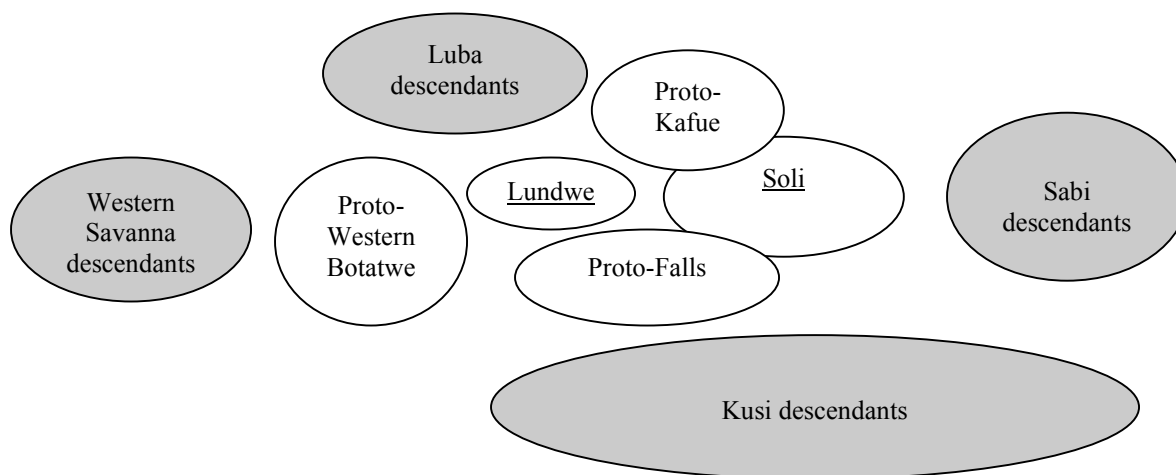 Luba
descendants
Proto-
Kafue
Western
Savanna
descendants
Proto-
Western
Botatwe
Lundwe
Soli
Sabi
descendants
Proto-Falls
Kusi descendants